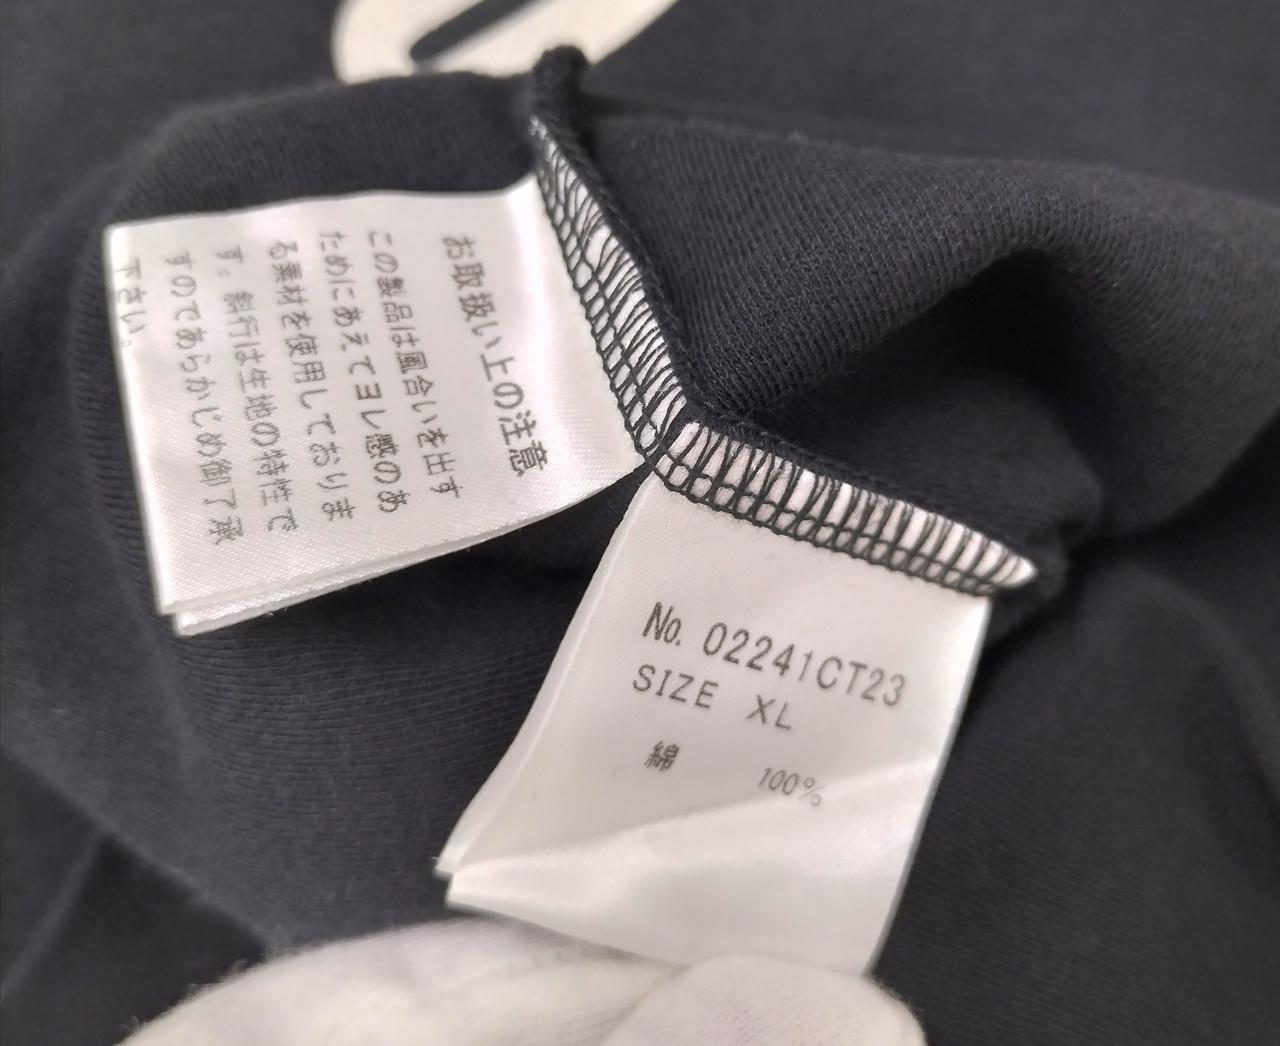 お取扱い上の注意
この製品は風合いを出す
ためにあえてヨレ感のあ
る素材を使用しておりま
す。斜行は生地の特性で
すのであらかじめ御了承
下さい。
No. 02241CT23
SIZE XL
綿 100%